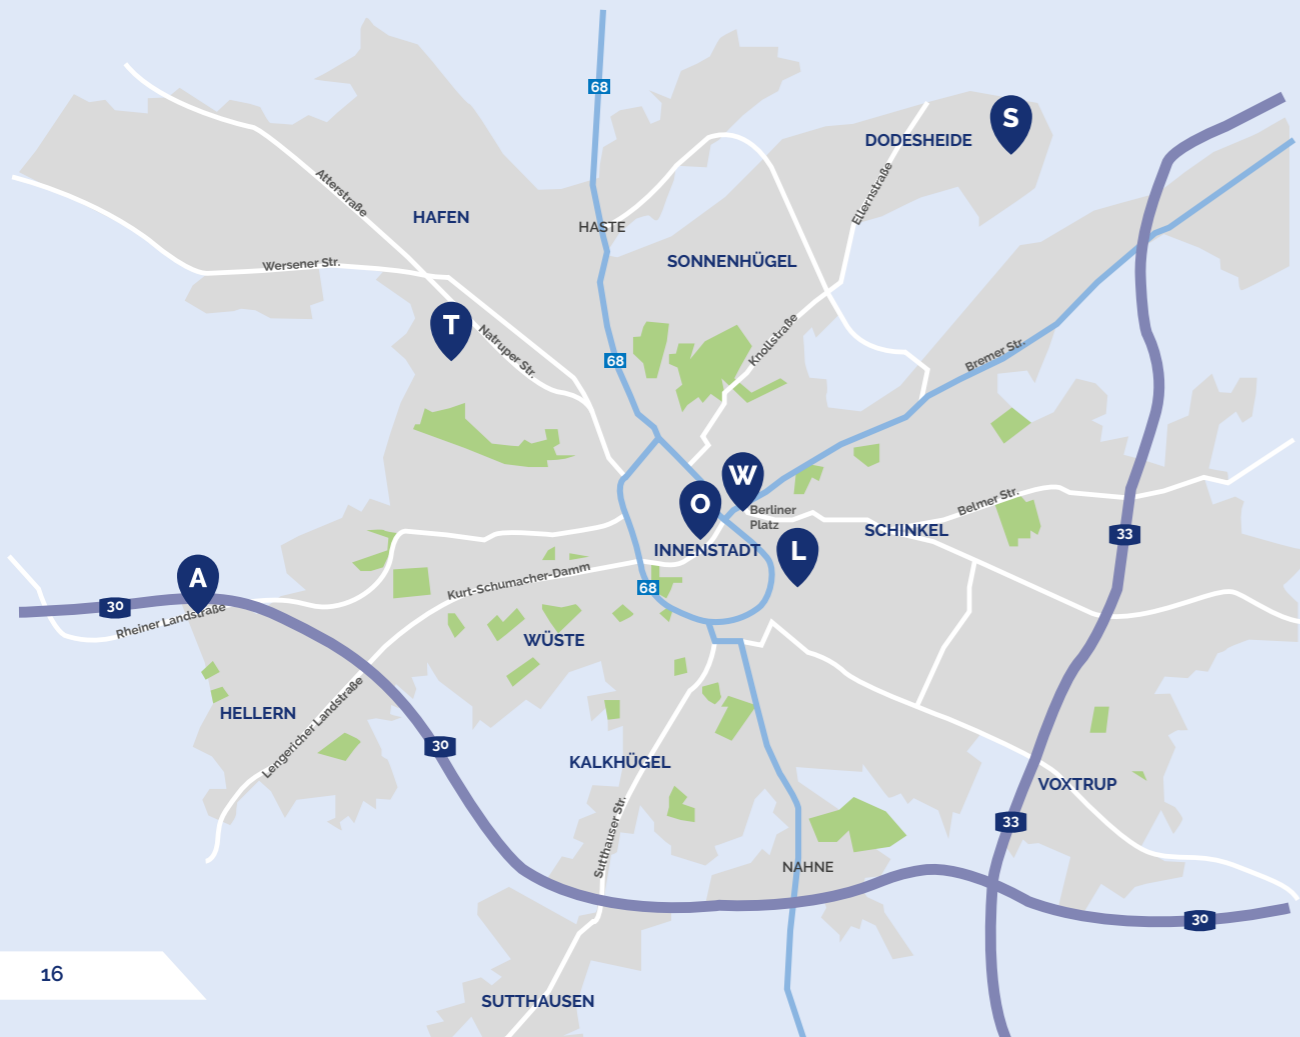 68
S
DODESHEIDE
Ellernstraße
Atterstraße
HAFEN
HASTE
SONNENHÜGEL
Wersener Str.
T
Natruper Str.
68
Knollstraße
Bremer Str.
W
O
Berliner
Platz
Belmer Str.
SCHINKEL
33
INNENSTADT
L
A
30
Rheiner Landstraße
Kurt-Schumacher-Damm
68
WÜSTE
HELLERN
Lengericher Landstraße
30
KALKHÜGEL
VOXTRUP
33
Sutthauser Str.
NAHNE
30
16
SUTTHAUSEN